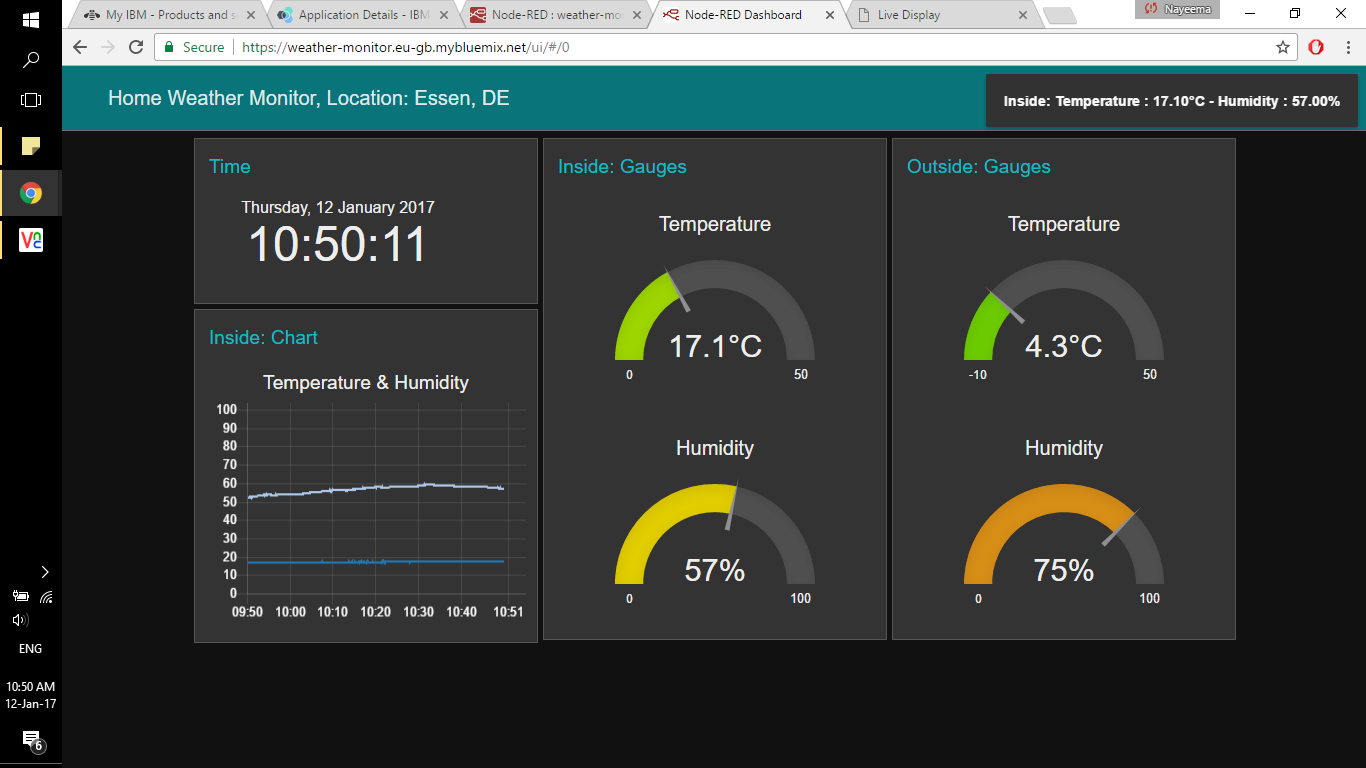 My IBM - Products and s
Application Details - IBM
Node-RED : weather-mo
Node-RED Dashboard
Live Display
Nayeema
Secure
https://weather-monitor.eu-gb.mybluemix.net/ui/#/0
Home Weather Monitor, Location: Essen, DE
Inside: Temperature : 17.10°C - Humidity : 57.00%
Time
Thursday, 12 January 2017
10:50:11
Inside: Chart
Temperature & Humidity
100
90
80
70
60
50
40
30
20
10
0
09:50 10:00 10:10 10:20 10:30 10:40 10:51
Inside: Gauges
Temperature
17.1°C
0 50
Humidity
57%
0 100
Outside: Gauges
Temperature
4.3°C
-10 50
Humidity
75%
0 100
ENG
10:50 AM
12-Jan-17
6